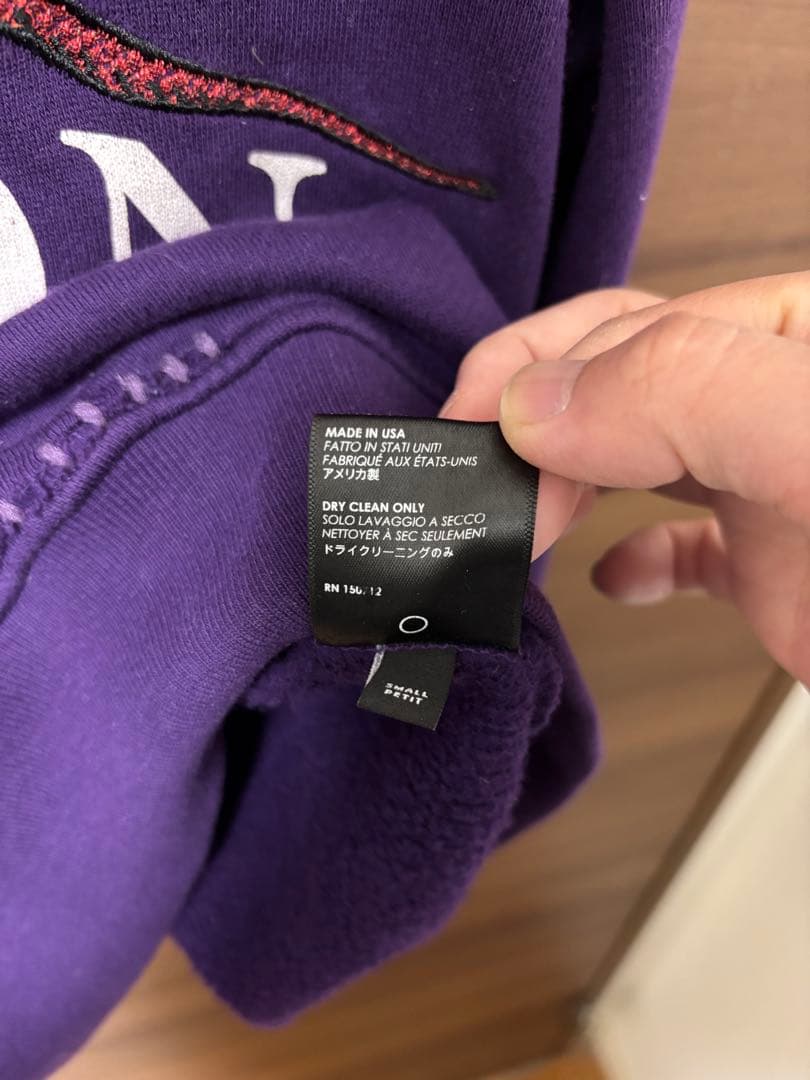 ON
MADE IN USA
FATTO IN STATI UNITI
FABRIQUÉ AUX ÉTATS-UNIS
アメリカ製
DRY CLEAN ONLY
SOLO LAVAGGIO A SECCO
NETTOYER À SEC SEULEMENT
ドライクリーニングのみ
RN
SMALL
PETIT